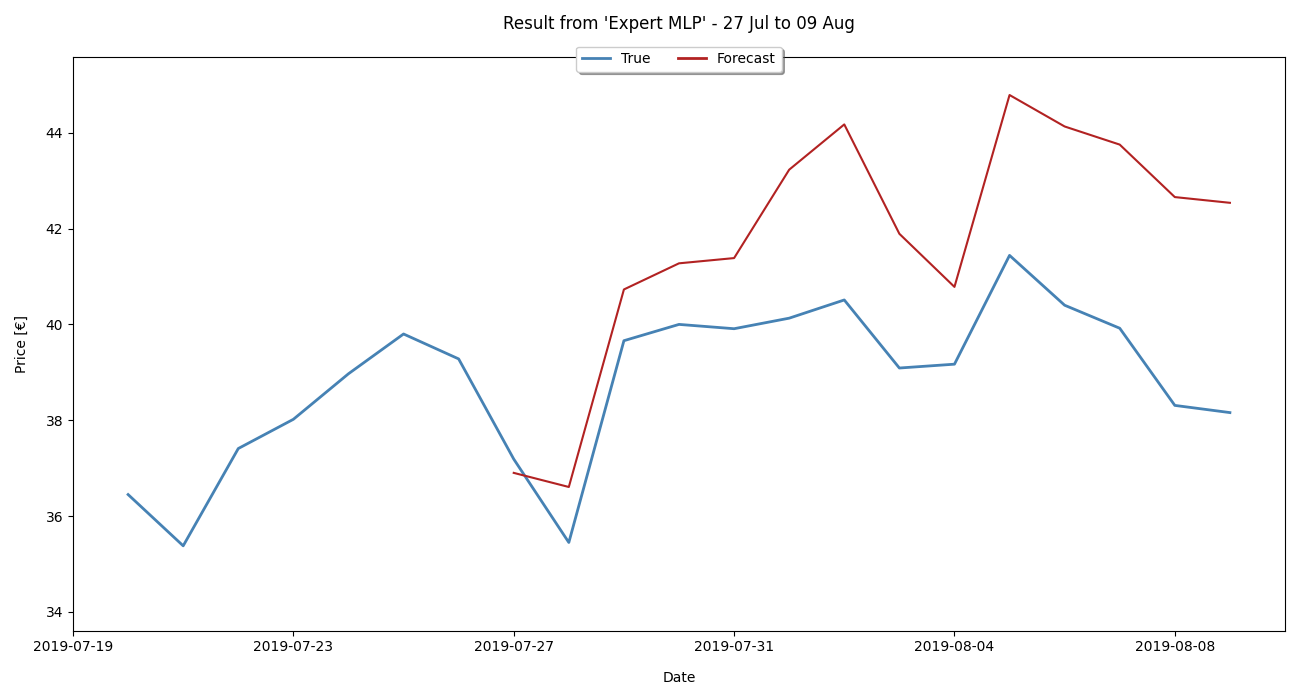 Result from 'Expert MLP' - 27 Jul to 09 Aug
True Forecast
44
42
40
38
36
34
Price [€]
2019-07-19 2019-07-23 2019-07-27 2019-07-31 2019-08-04 2019-08-08
Date